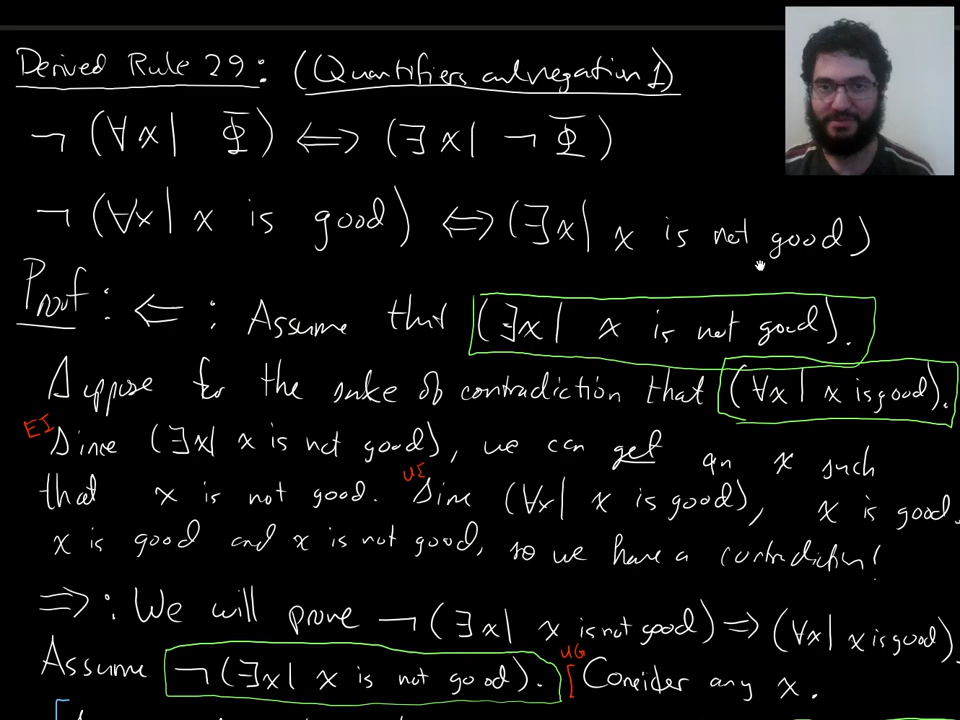 Derived Rule 29: (Quantifiers and negation 1)
¬ (∀x| Φ) ⟺ (∃x| ¬ Φ)
¬ (∀x| x is good) ⟺ (∃x| x is not good)
Proof: ⟸: Assume that (∃x| x is not good).
Suppose for the sake of contradiction that (∀x| x is good).
EI Since (∃x| x is not good), we can get an x such
that x is not good. UI Since (∀x| x is good), x is good.
x is good and x is not good, so we have a contradiction!
⟹: We will prove ¬(∃x| x is not good) ⟹ (∀x| x is good).
Assume ¬(∃x| x is not good). UG [Consider any x.